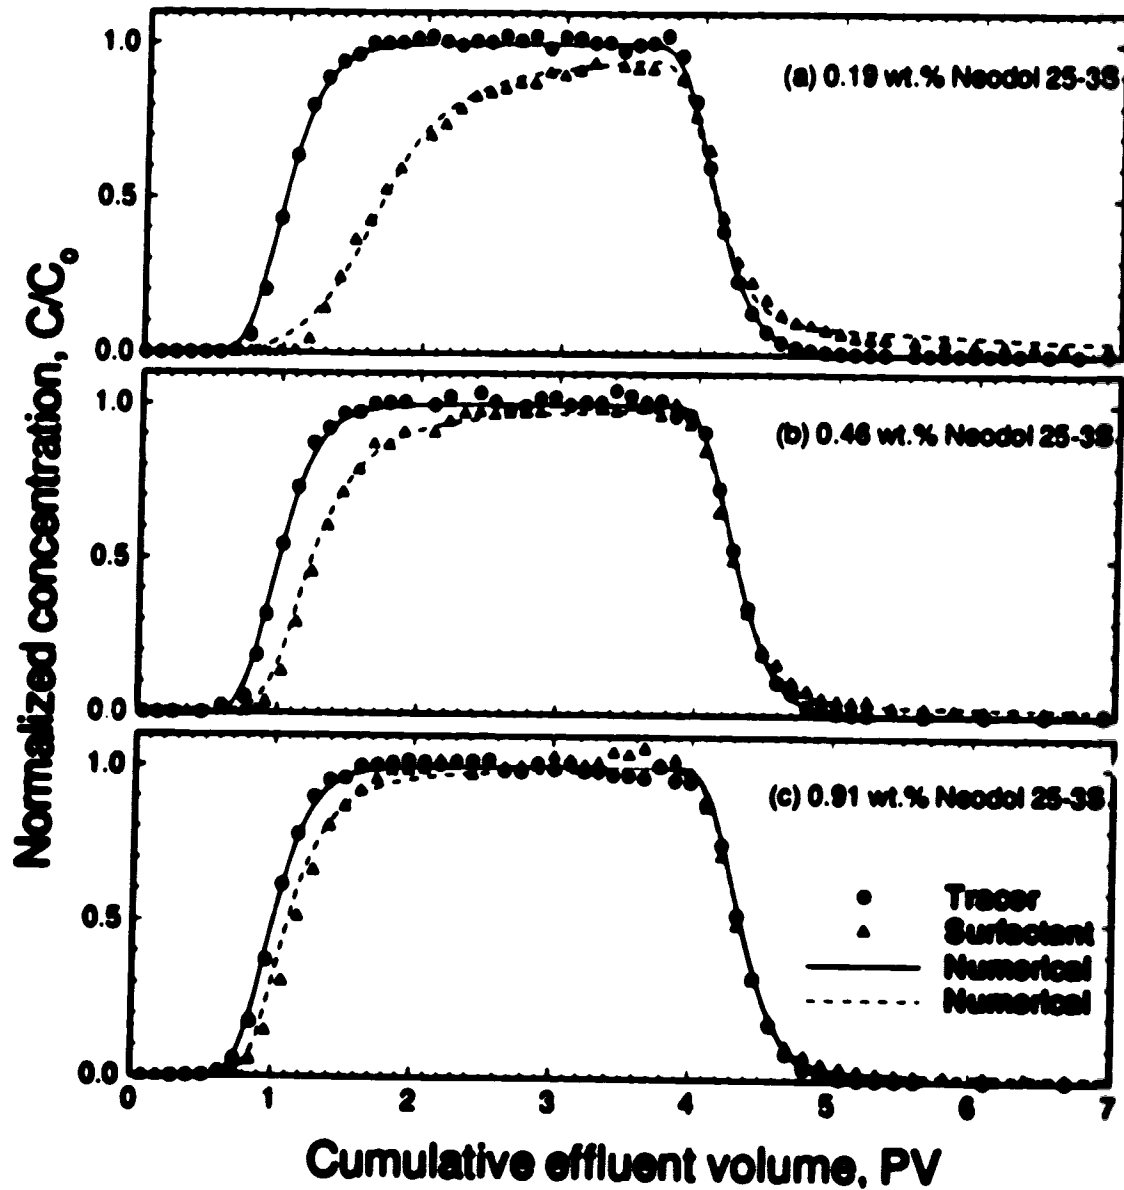 Normalized concentration, C/C₀
1.0
0.5
0.0
(a) 0.19 wt.% Neodol 25-3S
1.0
0.5
0.0
(b) 0.46 wt.% Neodol 25-3S
1.0
0.5
0.0
(c) 0.91 wt.% Neodol 25-3S
Tracer
Surfactant
Numerical
Numerical
0 1 2 3 4 5 6 7
Cumulative effluent volume, PV